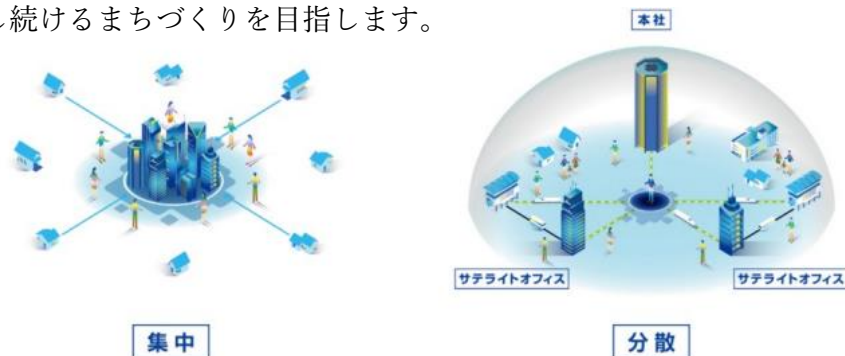 続けるまちづくりを目指します。
本社
サテライトオフィス
サテライトオフィス
集中
分散